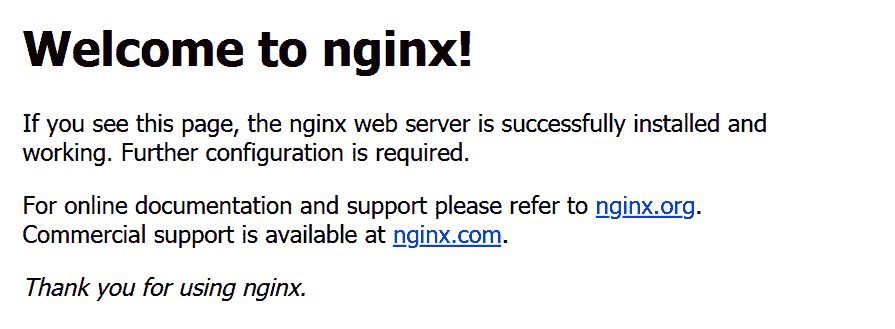 Welcome to nginx!
If you see this page, the nginx web server is successfully installed and
working. Further configuration is required.
For online documentation and support please refer to nginx.org.
Commercial support is available at nginx.com.
Thank you for using nginx.